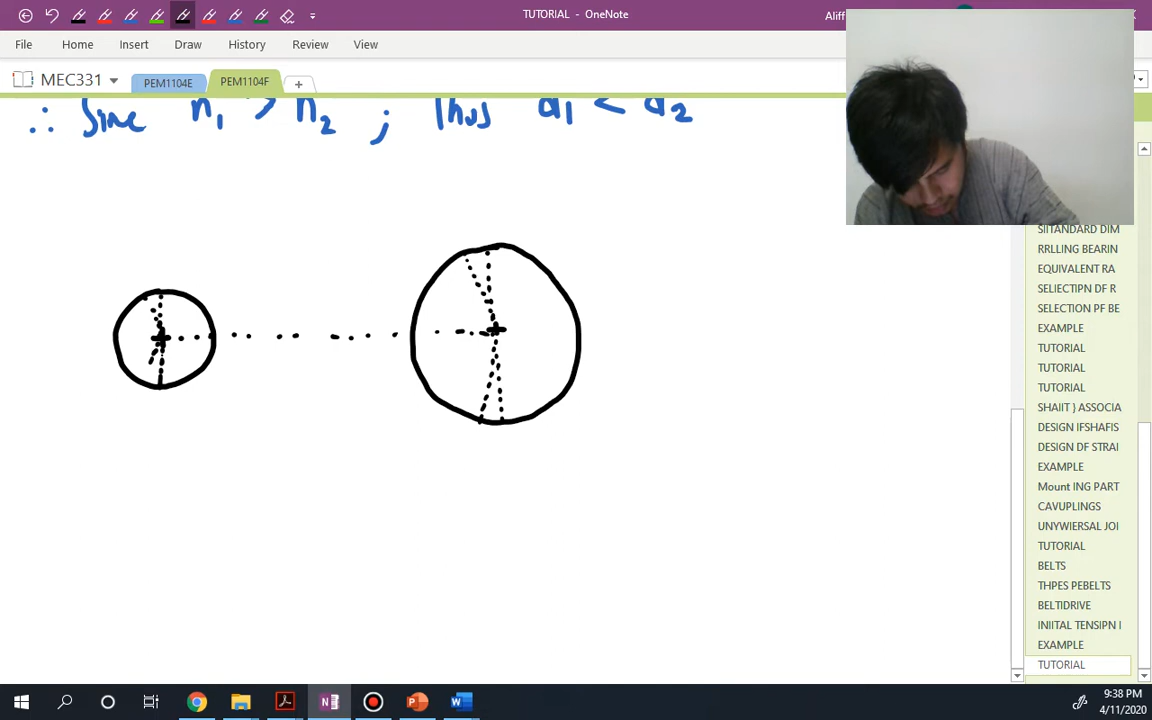 TUTORIAL - OneNote
Aliff
File Home Insert Draw History Review View
MEC331
PEM1104E
PEM1104F
∴ Sine n1 > n2 ; Thus d1 < d2
SIITANDARD DIM
RRLLING BEARIN
EQUIVALENT RA
SELIECTIPN DF R
SELECTION PF BE
EXAMPLE
TUTORIAL
TUTORIAL
TUTORIAL
SHAIIT } ASSOCIA
DESIGN IFSHAFIS
DESIGN DF STRAI
EXAMPLE
Mount ING PART
CAVUPLINGS
UNYWIERSAL JOI
TUTORIAL
BELTS
THPES PEBELTS
BELTIDRIVE
INIITAL TENSIPN I
EXAMPLE
TUTORIAL
9:38 PM
4/11/2020